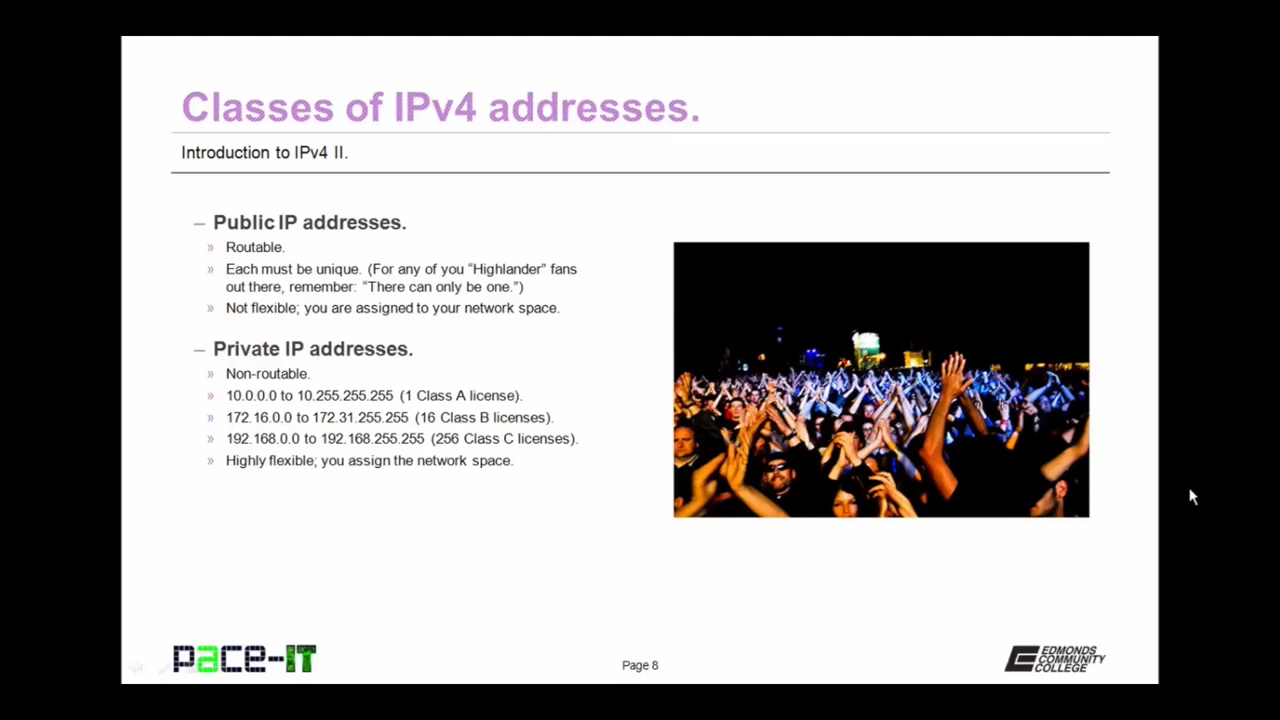 Classes of IPv4 addresses.
Introduction to IPv4 II.
– Public IP addresses.
» Routable.
» Each must be unique. (For any of you “Highlander” fans
out there, remember: “There can only be one.”)
» Not flexible; you are assigned to your network space.
– Private IP addresses.
» Non-routable.
» 10.0.0.0 to 10.255.255.255 (1 Class A license).
» 172.16.0.0 to 172.31.255.255 (16 Class B licenses).
» 192.168.0.0 to 192.168.255.255 (256 Class C licenses).
» Highly flexible; you assign the network space.
pace-IT
Page 8
EDMONDS
COMMUNITY
COLLEGE